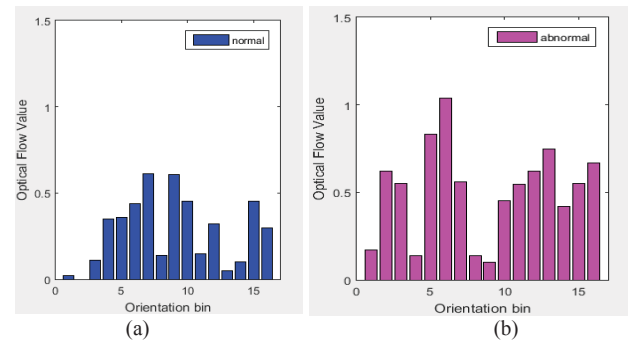 1.5
normal
1
0.5
0
Optical Flow Value
0 5 10 15
Orientation bin
(a)
1.5
abnormal
1
0.5
0
Optical Flow Value
0 5 10 15
Orientation bin
(b)